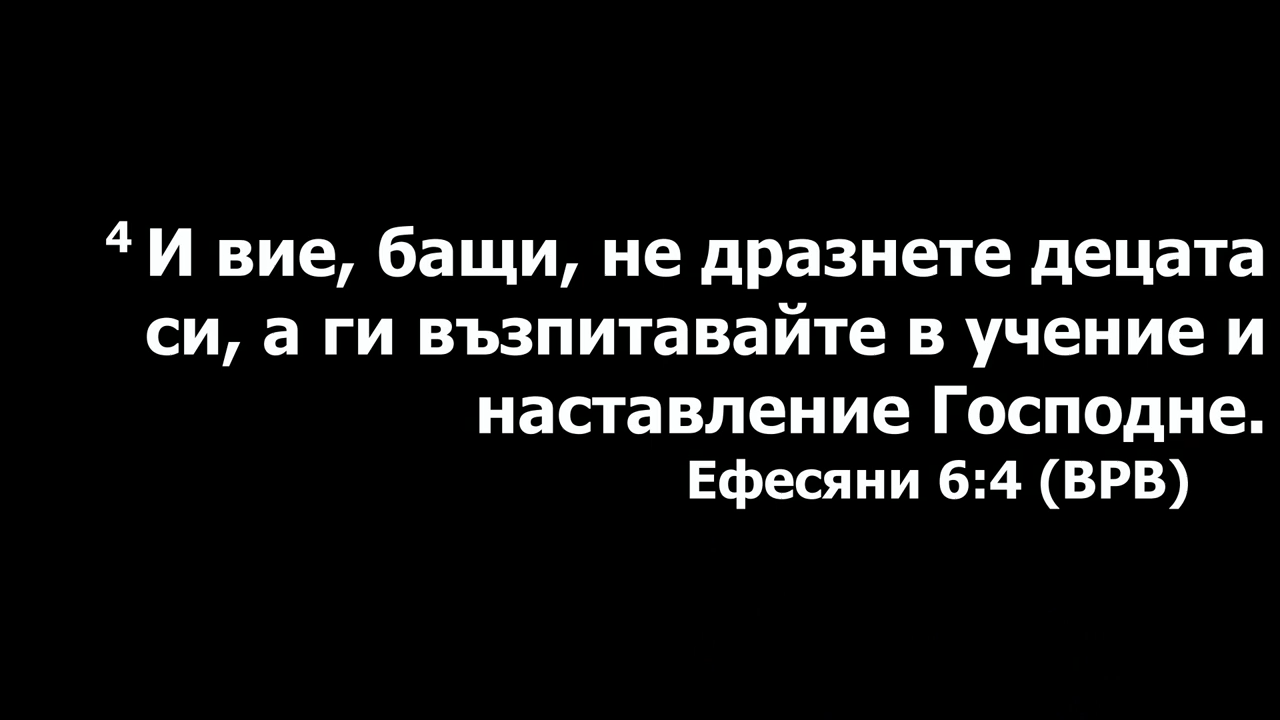 4 И вие, бащи, не дразнете децата
си, а ги възпитавайте в учение и
наставление Господне.
Ефесяни 6:4 (ВРВ)